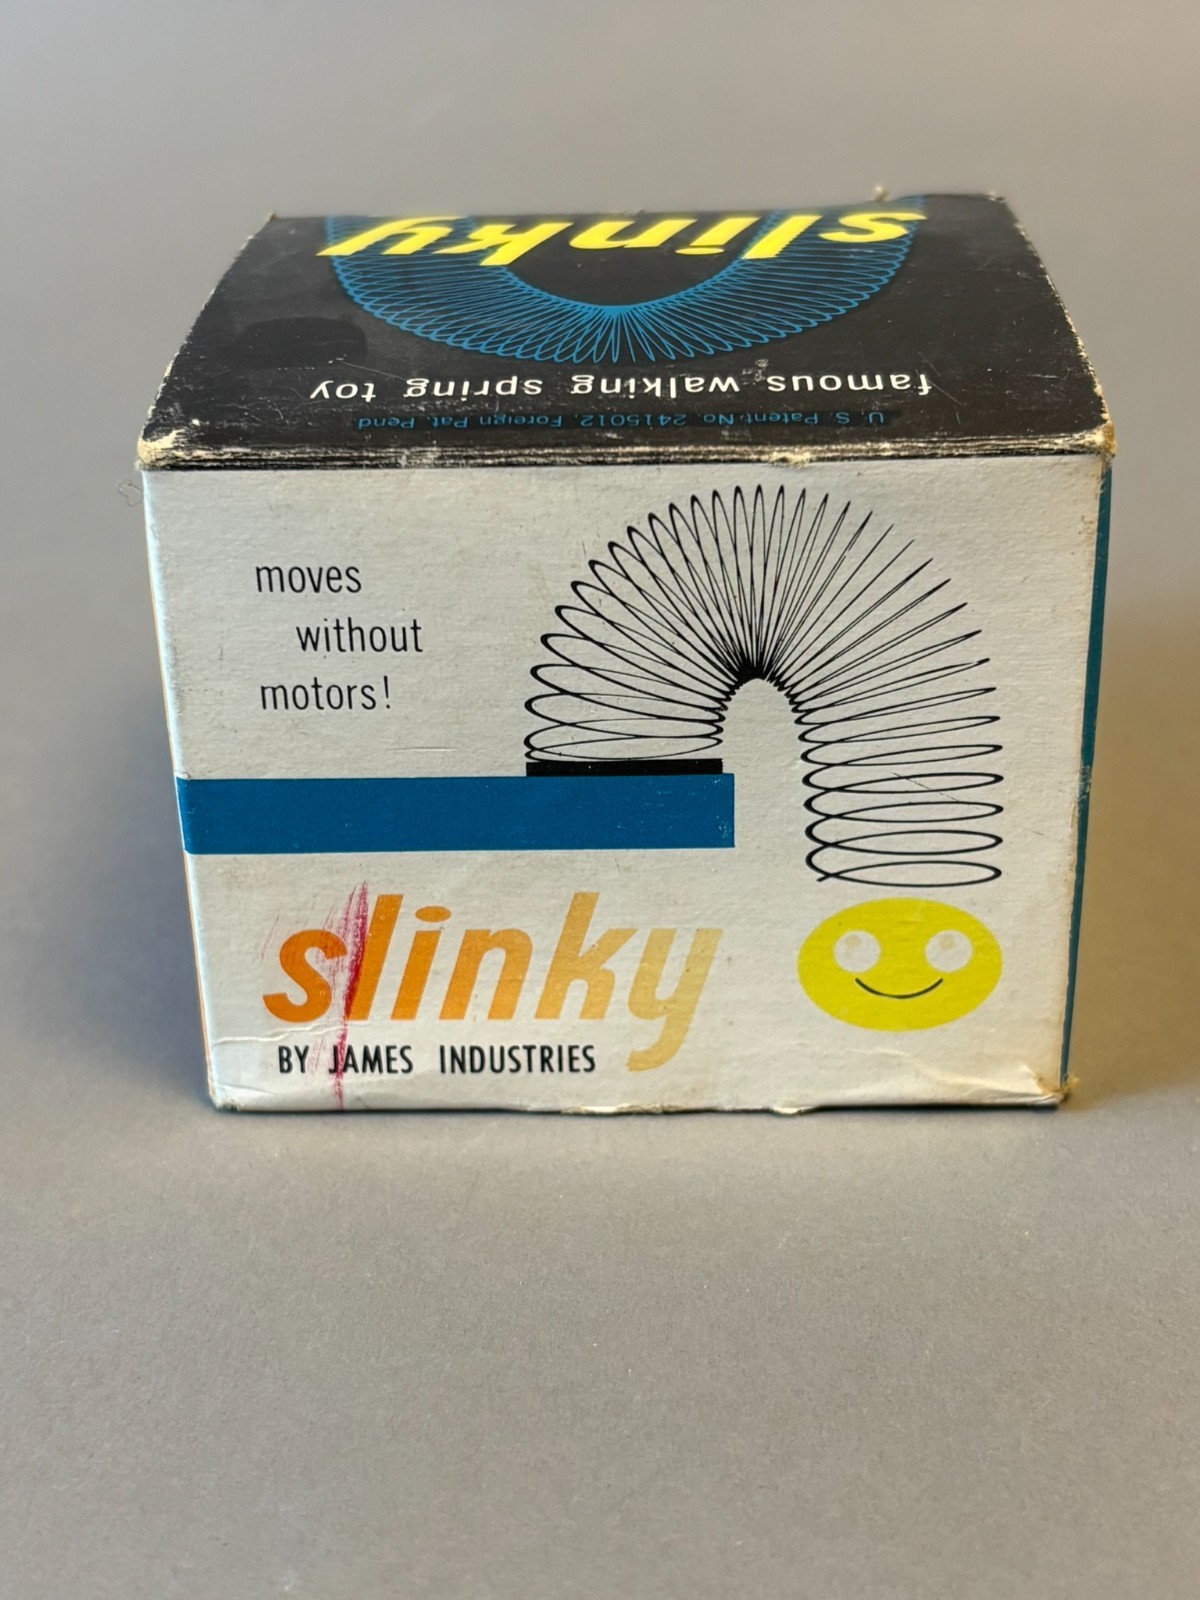 slinky
famous walking spring toy
U. S. Patent No. 2415012. Foreign Pat. Pend
moves
without
motors!
slinky
BY JAMES INDUSTRIES